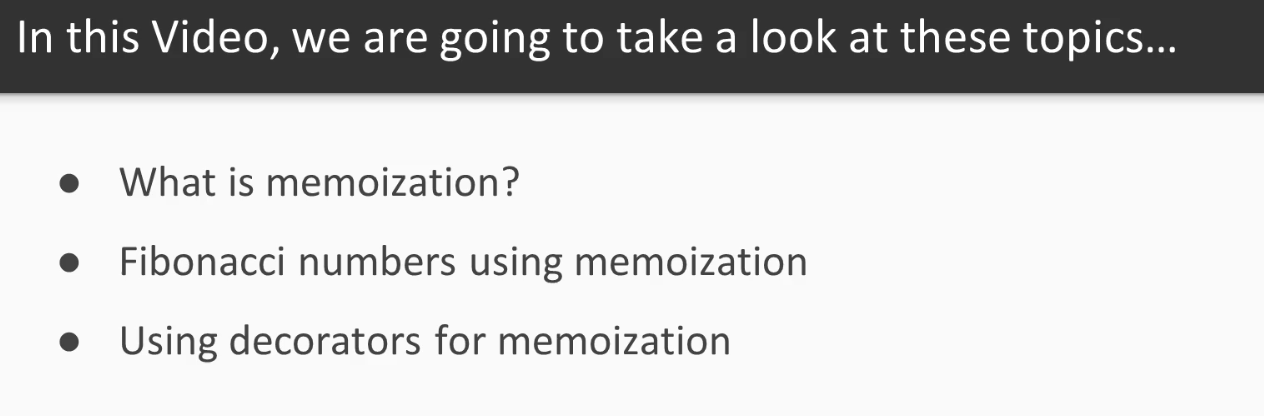 In this Video, we are going to take a look at these topics...
● What is memoization?
● Fibonacci numbers using memoization
● Using decorators for memoization